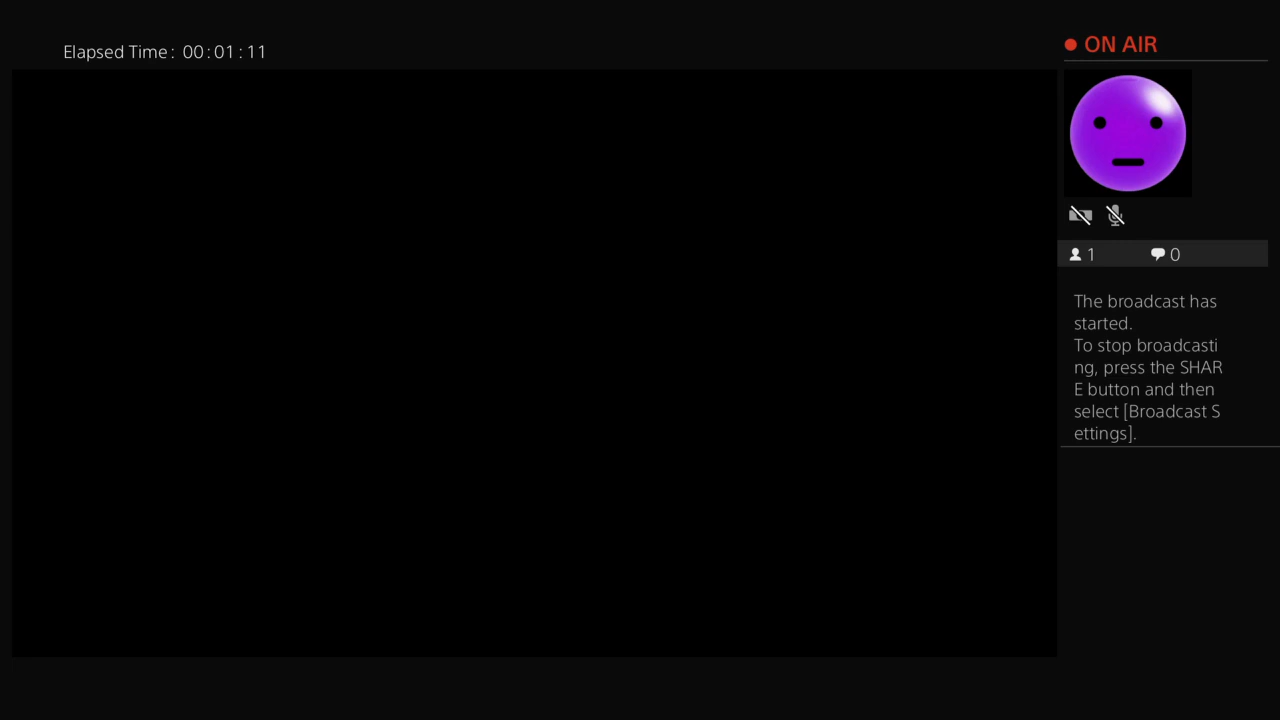 Elapsed Time: 00:01:11
ON AIR
1
0
The broadcast has
started.
To stop broadcasti
ng, press the SHAR
E button and then
select [Broadcast S
ettings].